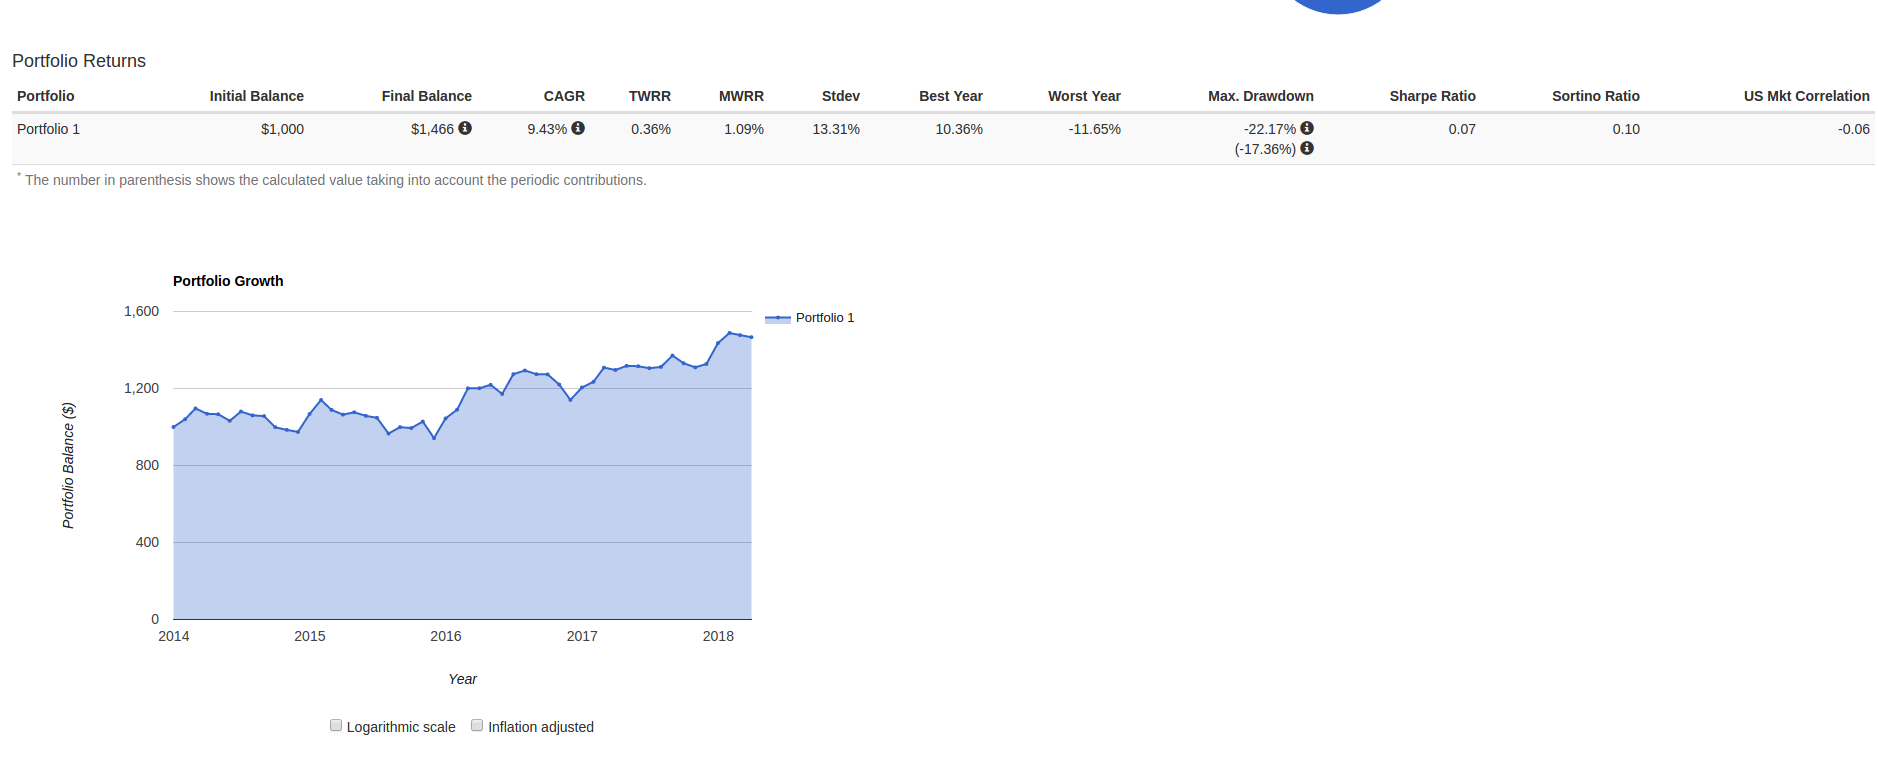 Portfolio Returns
Portfolio Initial Balance Final Balance CAGR TWRR MWRR Stdev Best Year Worst Year Max. Drawdown Sharpe Ratio Sortino Ratio US Mkt Correlation
Portfolio 1 $1,000 $1,466 9.43% 0.36% 1.09% 13.31% 10.36% -11.65% -22.17% 0.07 0.10 -0.06
(-17.36%)
* The number in parenthesis shows the calculated value taking into account the periodic contributions.
Portfolio Growth
1,600
Portfolio 1
1,200
800
400
0
Portfolio Balance ($)
2014 2015 2016 2017 2018
Year
Logarithmic scale Inflation adjusted